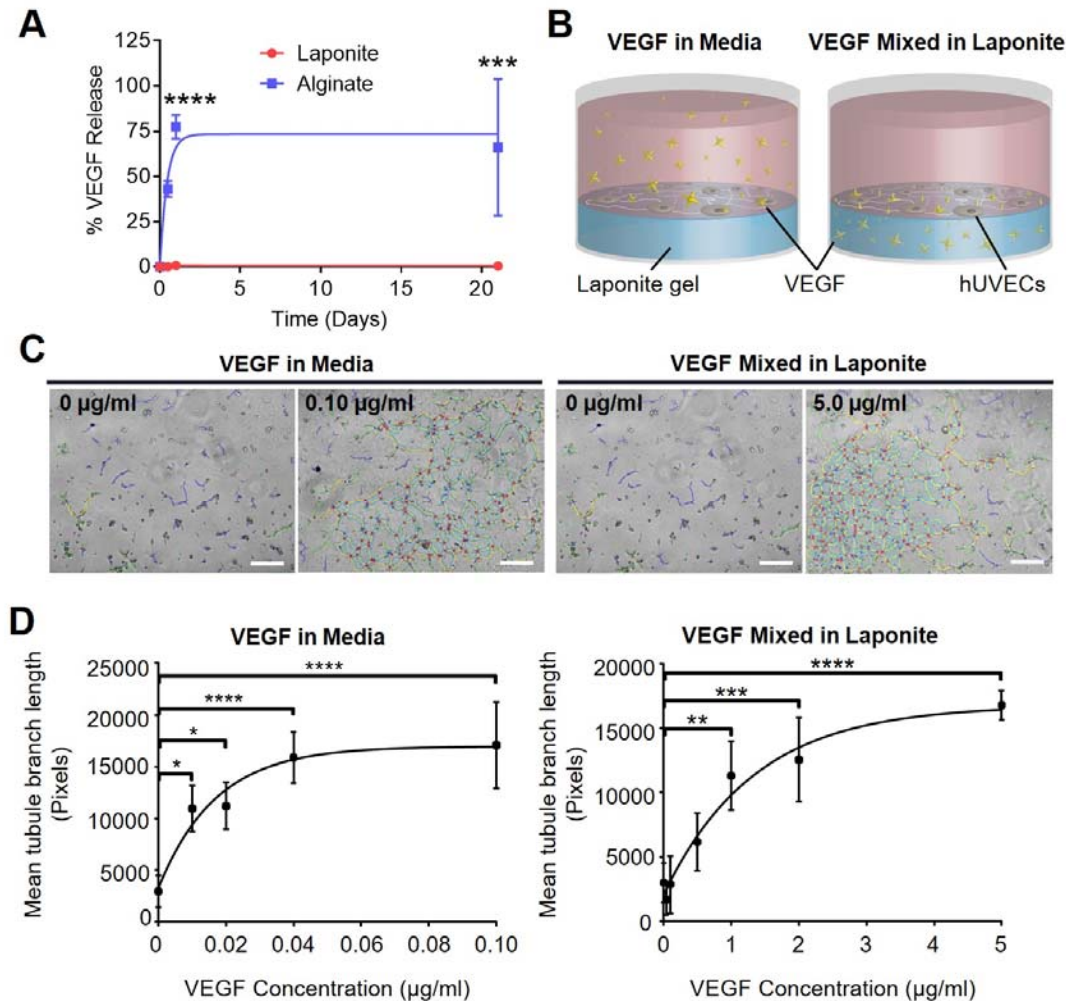 A
125
100
75
50
25
0
% VEGF Release
Laponite
Alginate
****
***
0 5 10 15 20
Time (Days)
B
VEGF in Media
VEGF Mixed in Laponite
Laponite gel
VEGF
hUVECs
C
VEGF in Media
VEGF Mixed in Laponite
0 µg/ml
0.10 µg/ml
0 µg/ml
5.0 µg/ml
D
VEGF in Media
25000
20000
15000
10000
5000
0
Mean tubule branch length
(Pixels)
****
****
*
*
0 0.02 0.04 0.06 0.08 0.10
VEGF Concentration (µg/ml)
VEGF Mixed in Laponite
20000
15000
10000
5000
0
Mean tubule branch length
(Pixels)
****
***
**
0 1 2 3 4 5
VEGF Concentration (µg/ml)